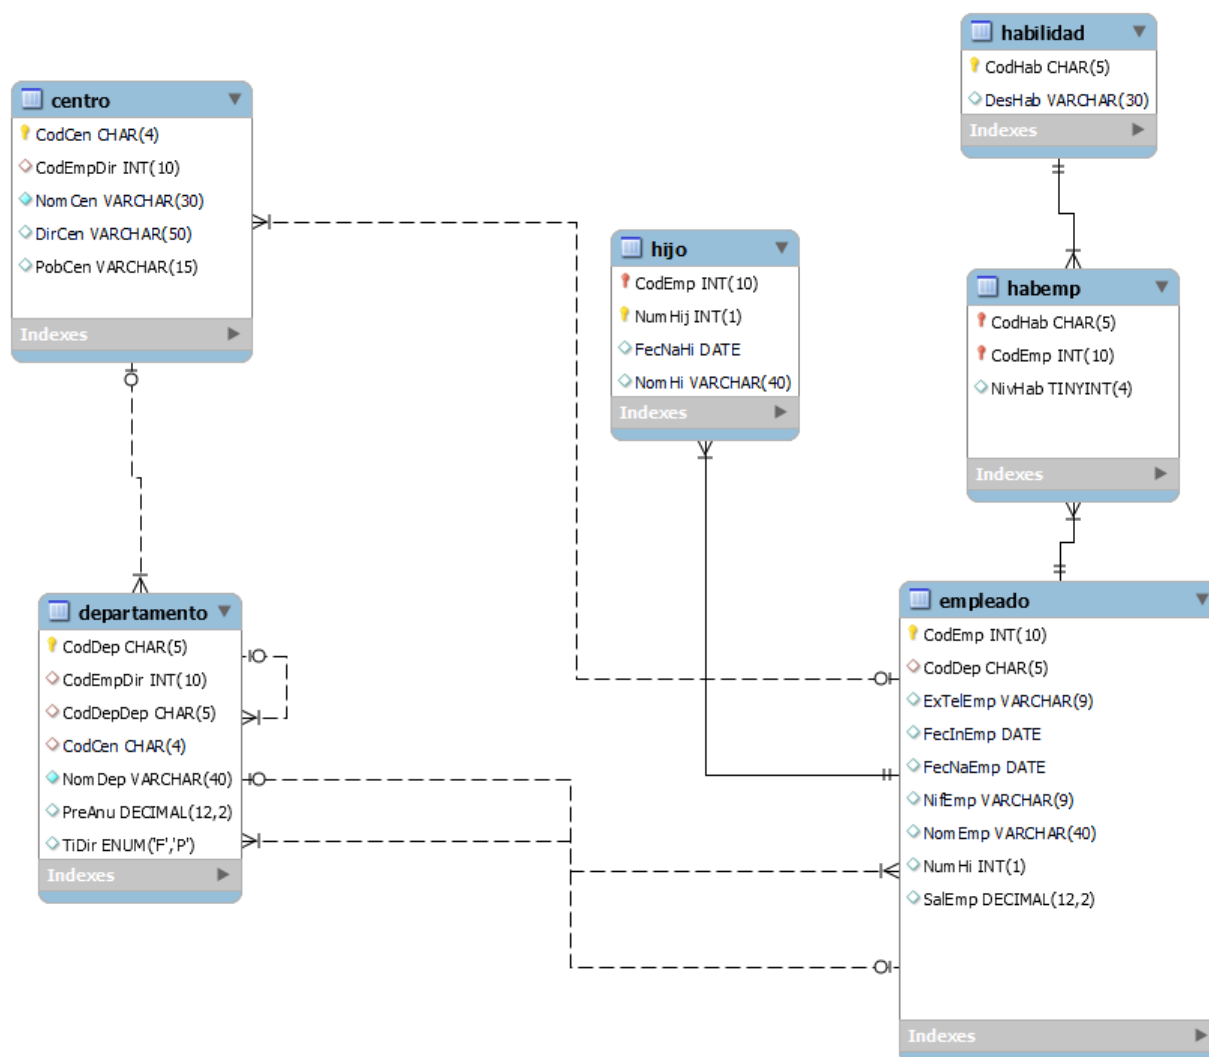 centro
CodCen CHAR(4)
CodEmpDir INT(10)
NomCen VARCHAR(30)
DirCen VARCHAR(50)
PobCen VARCHAR(15)
Indexes
habilidad
CodHab CHAR(5)
DesHab VARCHAR(30)
Indexes
hijo
CodEmp INT(10)
NumHij INT(1)
FecNaHi DATE
NomHi VARCHAR(40)
Indexes
habemp
CodHab CHAR(5)
CodEmp INT(10)
NivHab TINYINT(4)
Indexes
departamento
CodDep CHAR(5)
CodEmpDir INT(10)
CodDepDep CHAR(5)
CodCen CHAR(4)
NomDep VARCHAR(40)
PreAnu DECIMAL(12,2)
TiDir ENUM('F','P')
Indexes
empleado
CodEmp INT(10)
CodDep CHAR(5)
ExTelEmp VARCHAR(9)
FecInEmp DATE
FecNaEmp DATE
NifEmp VARCHAR(9)
NomEmp VARCHAR(40)
NumHi INT(1)
SalEmp DECIMAL(12,2)
Indexes